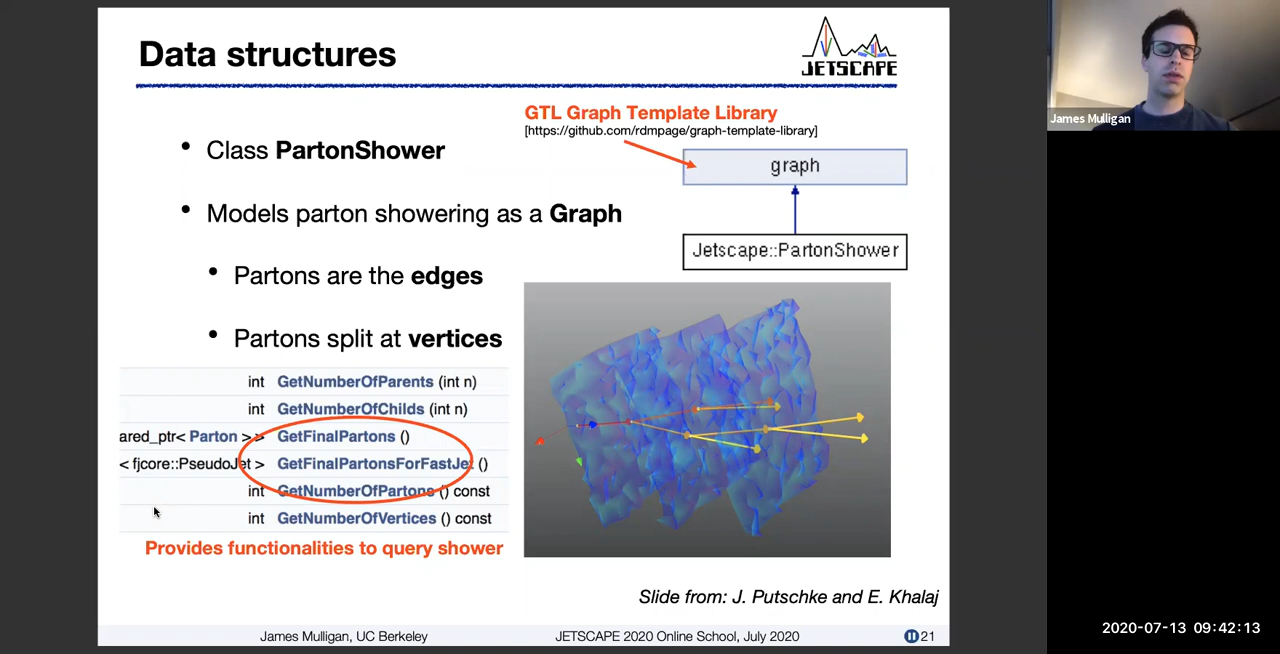 Data structures
JETSCAPE
GTL Graph Template Library
[https://github.com/rdmpage/graph-template-library]
• Class PartonShower
graph
• Models parton showering as a Graph
Jetscape::PartonShower
• Partons are the edges
• Partons split at vertices
int GetNumberOfParents (int n)
int GetNumberOfChilds (int n)
ared_ptr< Parton > > GetFinalPartons ()
< fjcore::PseudoJet > GetFinalPartonsForFastJet ()
int GetNumberOfPartons () const
int GetNumberOfVertices () const
Provides functionalities to query shower
Slide from: J. Putschke and E. Khalaj
James Mulligan, UC Berkeley
JETSCAPE 2020 Online School, July 2020
21
James Mulligan
2020-07-13 09:42:13